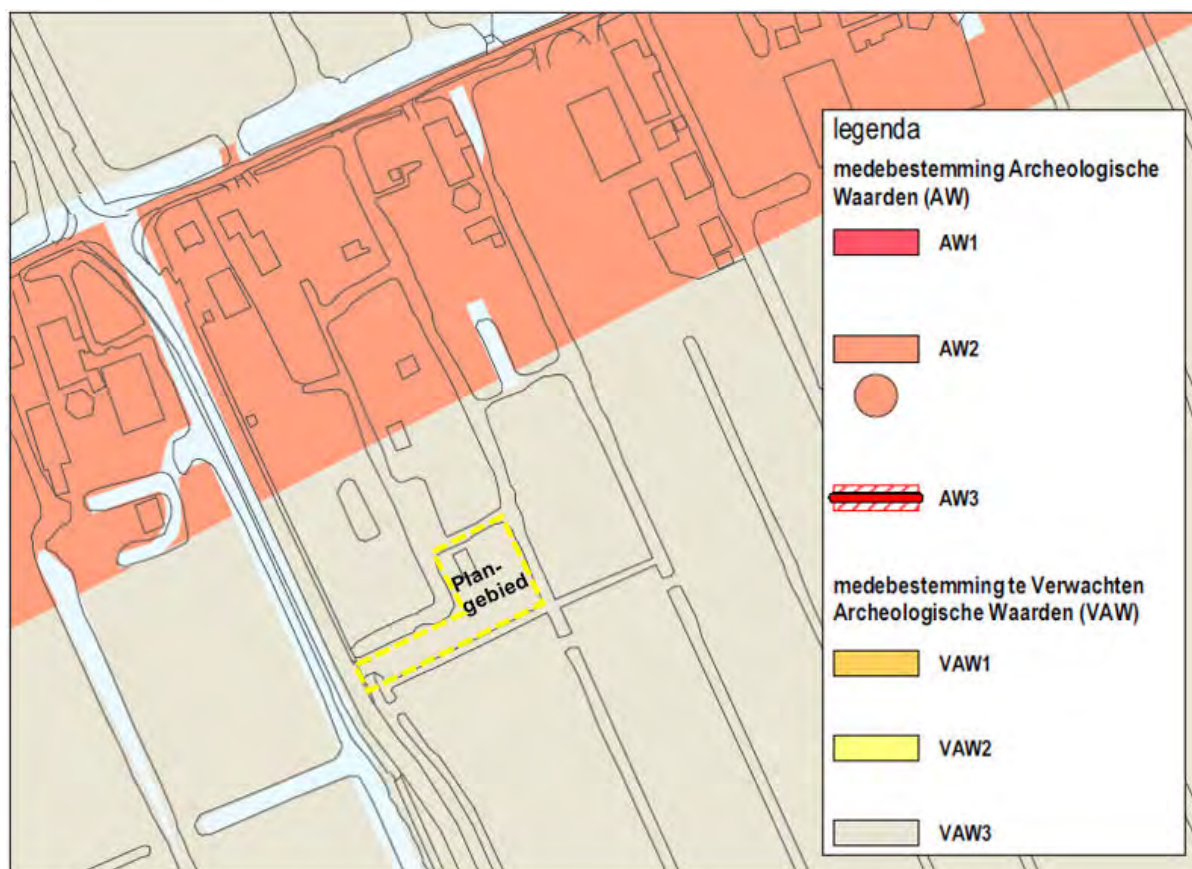 legenda
medebestemming Archeologische
Waarden (AW)
AW1
AW2
AW3
medebestemming te Verwachten
Archeologische Waarden (VAW)
VAW1
VAW2
VAW3
Plan-
gebied